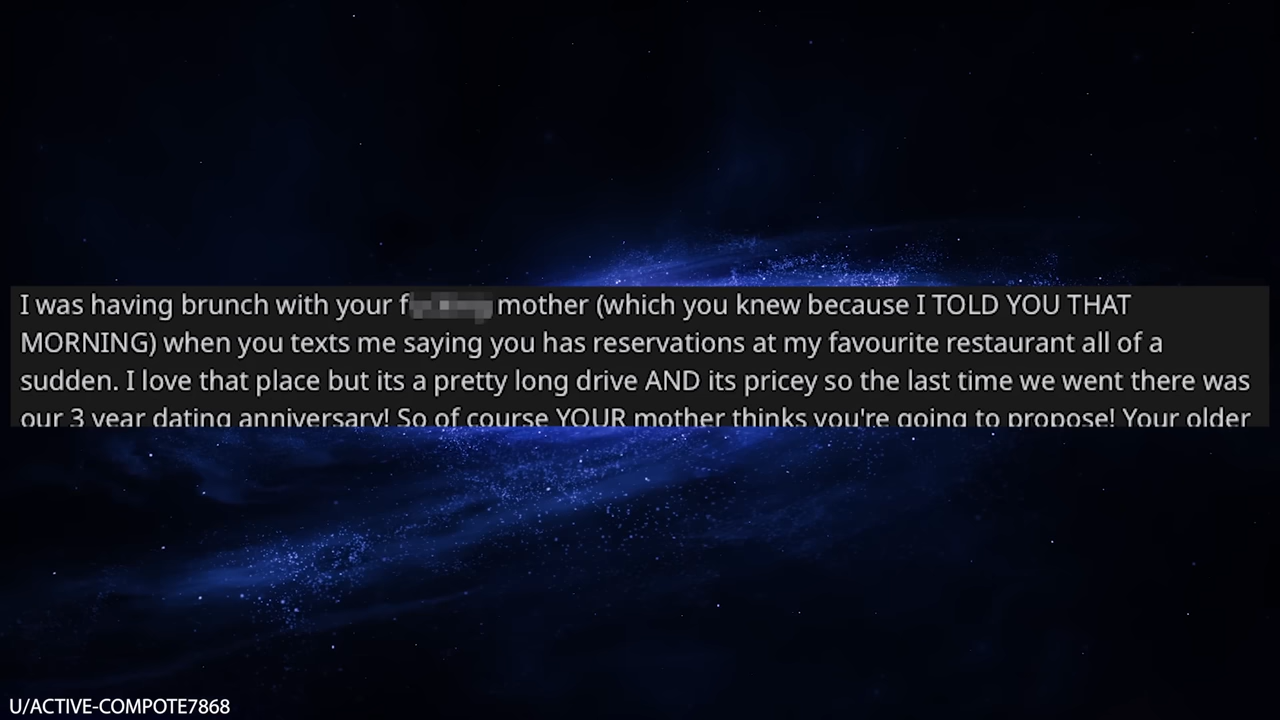 I was having brunch with your f mother (which you knew because I TOLD YOU THAT
MORNING) when you texts me saying you has reservations at my favourite restaurant all of a
sudden. I love that place but its a pretty long drive AND its pricey so the last time we went there was
our 3 year dating anniversary! So of course YOUR mother thinks you're going to propose! Your older
U/ACTIVE-COMPOTE7868